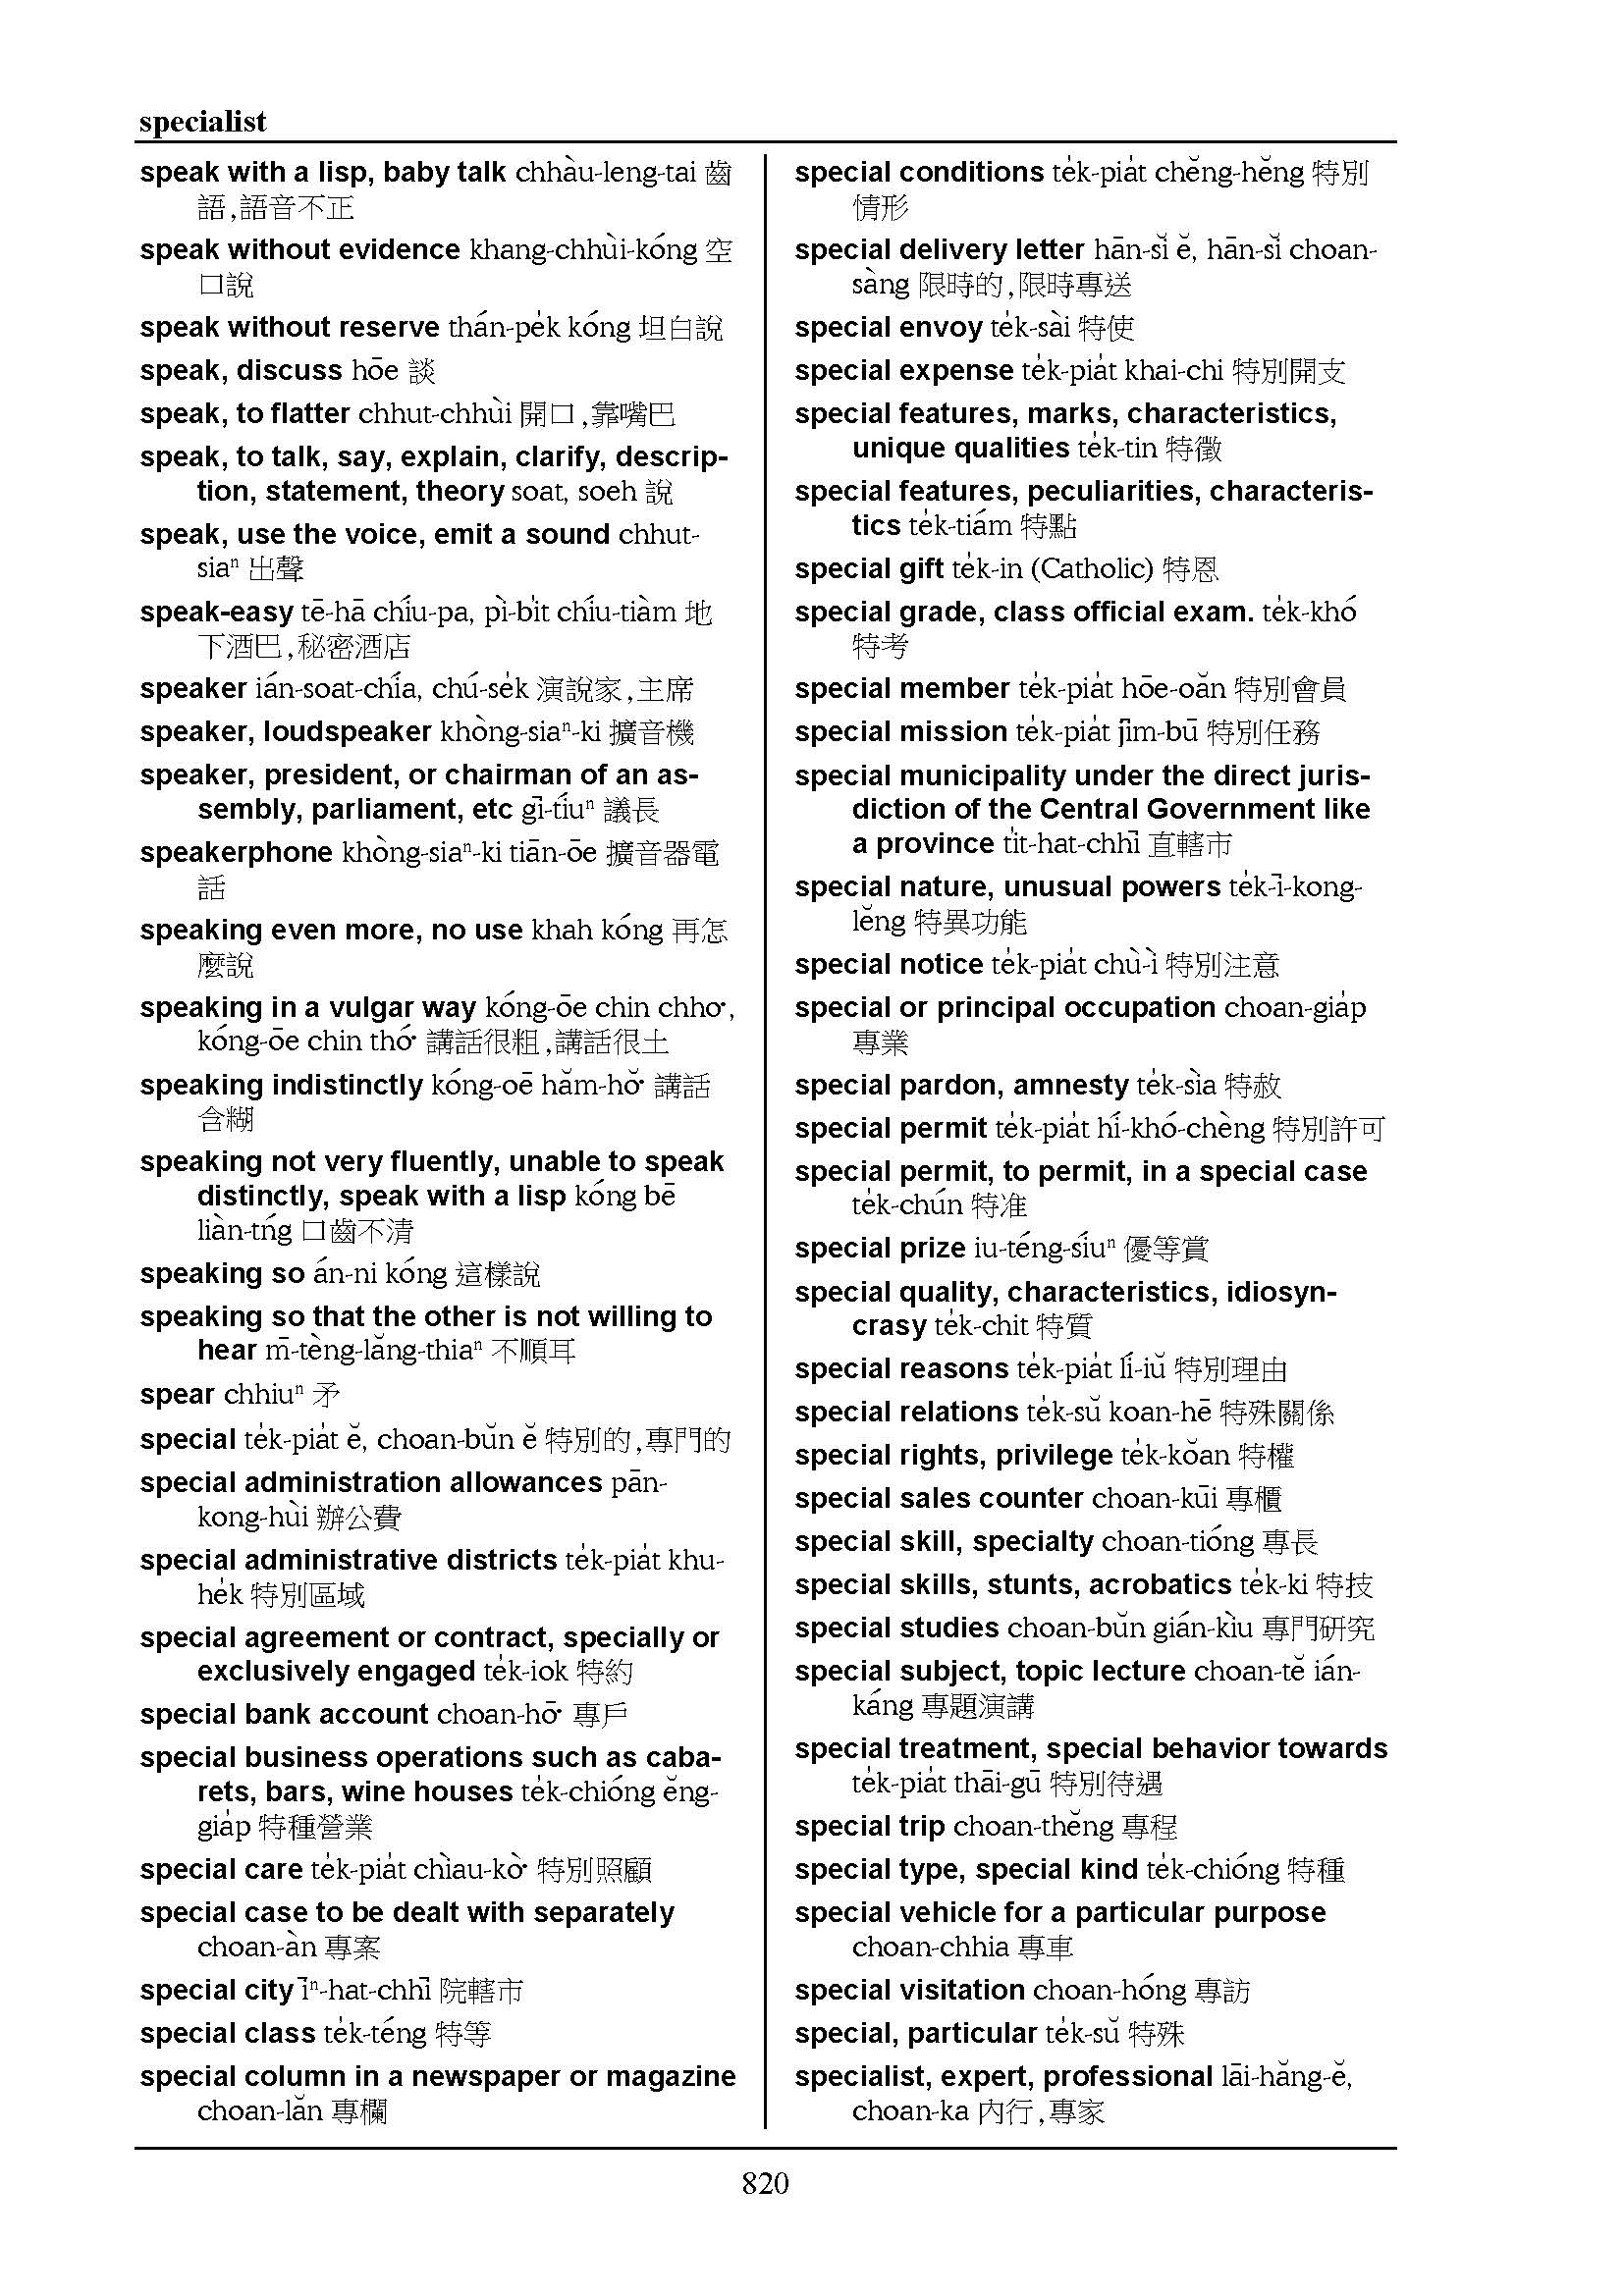 specialist
speak with a lisp, baby talk chhàu-leng-tai 齒
語,語音不正
speak without evidence khang-chhùi-kóng 空
口說
speak without reserve thán-pe̍k kóng 坦白說
speak, discuss hōe 談
speak, to flatter chhut-chhùi 開口,靠嘴巴
speak, to talk, say, explain, clarify, descrip-
tion, statement, theory soat, soeh 說
speak, use the voice, emit a sound chhut-
siaⁿ 出聲
speak-easy tē-hā chíu-pa, pì-bi̍t chíu-tiàm 地
下酒巴,秘密酒店
speaker ián-soat-chía, chú-se̍k 演說家,主席
speaker, loudspeaker khòng-siaⁿ-ki 擴音機
speaker, president, or chairman of an as-
sembly, parliament, etc gī-tíuⁿ 議長
speakerphone khòng-siaⁿ-ki tiān-ōe 擴音器電
話
speaking even more, no use khah kóng 再怎
麼說
speaking in a vulgar way kóng-ōe chin chho͘,
kóng-ōe chin thó͘ 講話很粗,講話很土
speaking indistinctly kóng-oē hăm-hŏ͘ 講話
含糊
speaking not very fluently, unable to speak
distinctly, speak with a lisp kóng bē
liàn-tńg 口齒不清
speaking so án-ni kóng 這樣說
speaking so that the other is not willing to
hear m̄-tèng-lăng-thiaⁿ 不順耳
spear chhiuⁿ 矛
special te̍k-pia̍t ĕ, choan-bŭn ĕ 特別的,專門的
special administration allowances pān-
kong-hùi 辦公費
special administrative districts te̍k-pia̍t khu-
he̍k 特別區域
special agreement or contract, specially or
exclusively engaged te̍k-iok 特約
special bank account choan-hō͘ 專戶
special business operations such as caba-
rets, bars, wine houses te̍k-chióng ĕng-
gia̍p 特種營業
special care te̍k-pia̍t chìau-kò͘ 特別照顧
special case to be dealt with separately
choan-àn 專案
special city īⁿ-hat-chhī 院轄市
special class te̍k-téng 特等
special column in a newspaper or magazine
choan-lăn 專欄
special conditions te̍k-pia̍t chĕng-hĕng 特別
情形
special delivery letter hān-sĭ ĕ, hān-sĭ choan-
sàng 限時的,限時專送
special envoy te̍k-sài 特使
special expense te̍k-pia̍t khai-chi 特別開支
special features, marks, characteristics,
unique qualities te̍k-tin 特徵
special features, peculiarities, characteris-
tics te̍k-tiám 特點
special gift te̍k-in (Catholic) 特恩
special grade, class official exam. te̍k-khó
特考
special member te̍k-pia̍t hōe-oăn 特別會員
special mission te̍k-pia̍t jīm-bū 特別任務
special municipality under the direct juris-
diction of the Central Government like
a province ti̍t-hat-chhī 直轄市
special nature, unusual powers te̍k-ī-kong-
lĕng 特異功能
special notice te̍k-pia̍t chù-ì 特別注意
special or principal occupation choan-gia̍p
專業
special pardon, amnesty te̍k-sìa 特赦
special permit te̍k-pia̍t hí-khó-chèng 特別許可
special permit, to permit, in a special case
te̍k-chún 特准
special prize iu-téng-síuⁿ 優等賞
special quality, characteristics, idiosyn-
crasy te̍k-chit 特質
special reasons te̍k-pia̍t lí-iŭ 特別理由
special relations te̍k-sŭ koan-hē 特殊關係
special rights, privilege te̍k-kŏan 特權
special sales counter choan-kūi 專櫃
special skill, specialty choan-tióng 專長
special skills, stunts, acrobatics te̍k-ki 特技
special studies choan-bŭn gián-kìu 專門研究
special subject, topic lecture choan-tĕ ián-
káng 專題演講
special treatment, special behavior towards
te̍k-pia̍t thāi-gū 特別待遇
special trip choan-thĕng 專程
special type, special kind te̍k-chióng 特種
special vehicle for a particular purpose
choan-chhia 專車
special visitation choan-hóng 專訪
special, particular te̍k-sŭ 特殊
specialist, expert, professional lāi-hăng-ĕ,
choan-ka 內行,專家
820